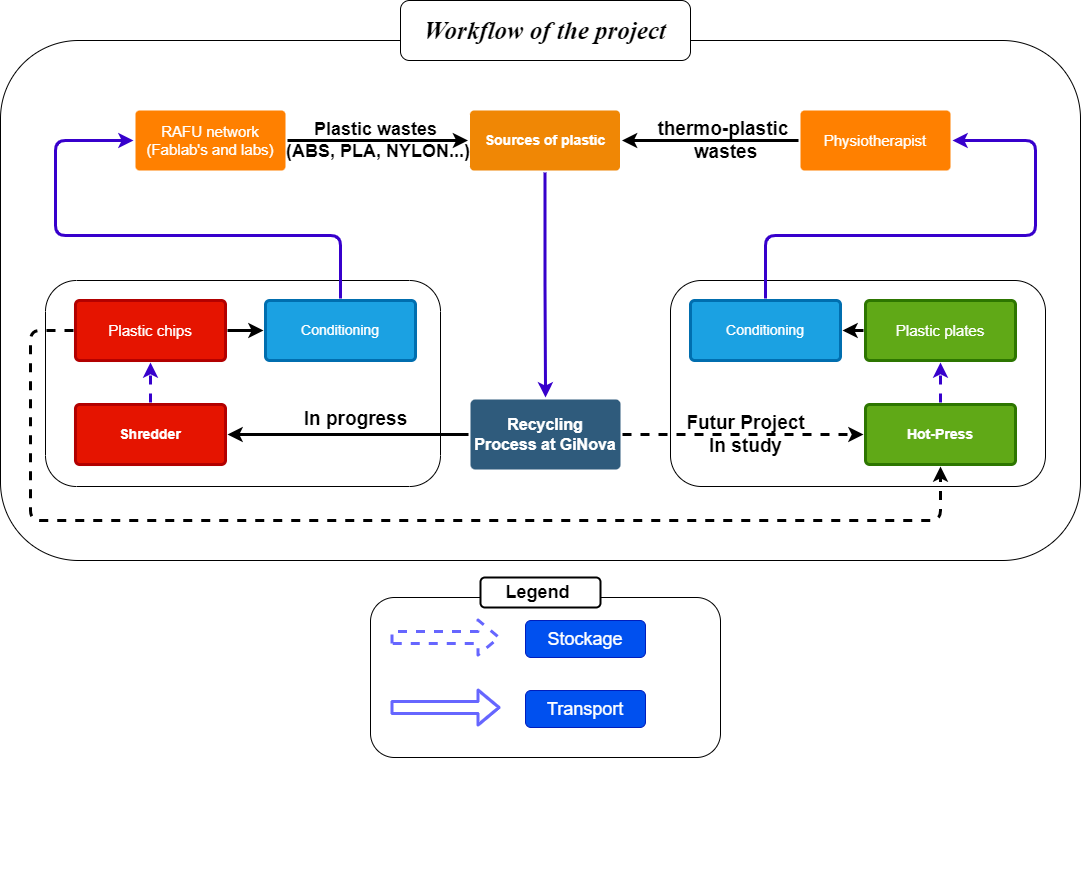 Workflow of the project
RAFU network
(Fablab's and labs)
Plastic wastes
(ABS, PLA, NYLON...)
Sources of plastic
thermo-plastic
wastes
Physiotherapist
Plastic chips
Conditioning
Conditioning
Plastic plates
Shredder
In progress
Recycling
Process at GiNova
Futur Project
In study
Hot-Press
Legend
Stockage
Transport